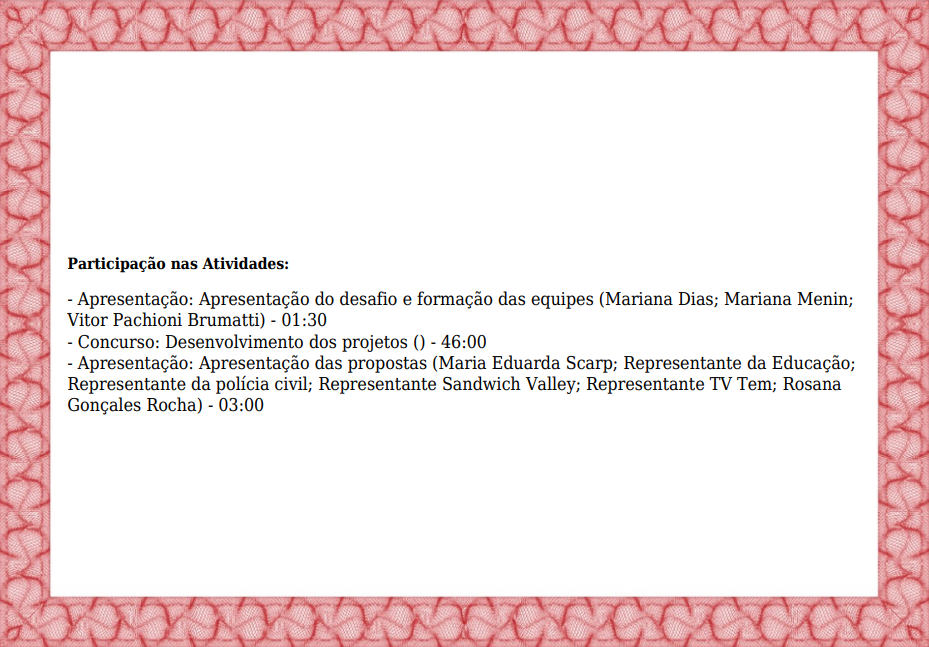 Participação nas Atividades:
- Apresentação: Apresentação do desafio e formação das equipes (Mariana Dias; Mariana Menin;
Vitor Pachioni Brumatti) - 01:30
- Concurso: Desenvolvimento dos projetos () - 46:00
- Apresentação: Apresentação das propostas (Maria Eduarda Scarp; Representante da Educação;
Representante da polícia civil; Representante Sandwich Valley; Representante TV Tem; Rosana
Gonçales Rocha) - 03:00